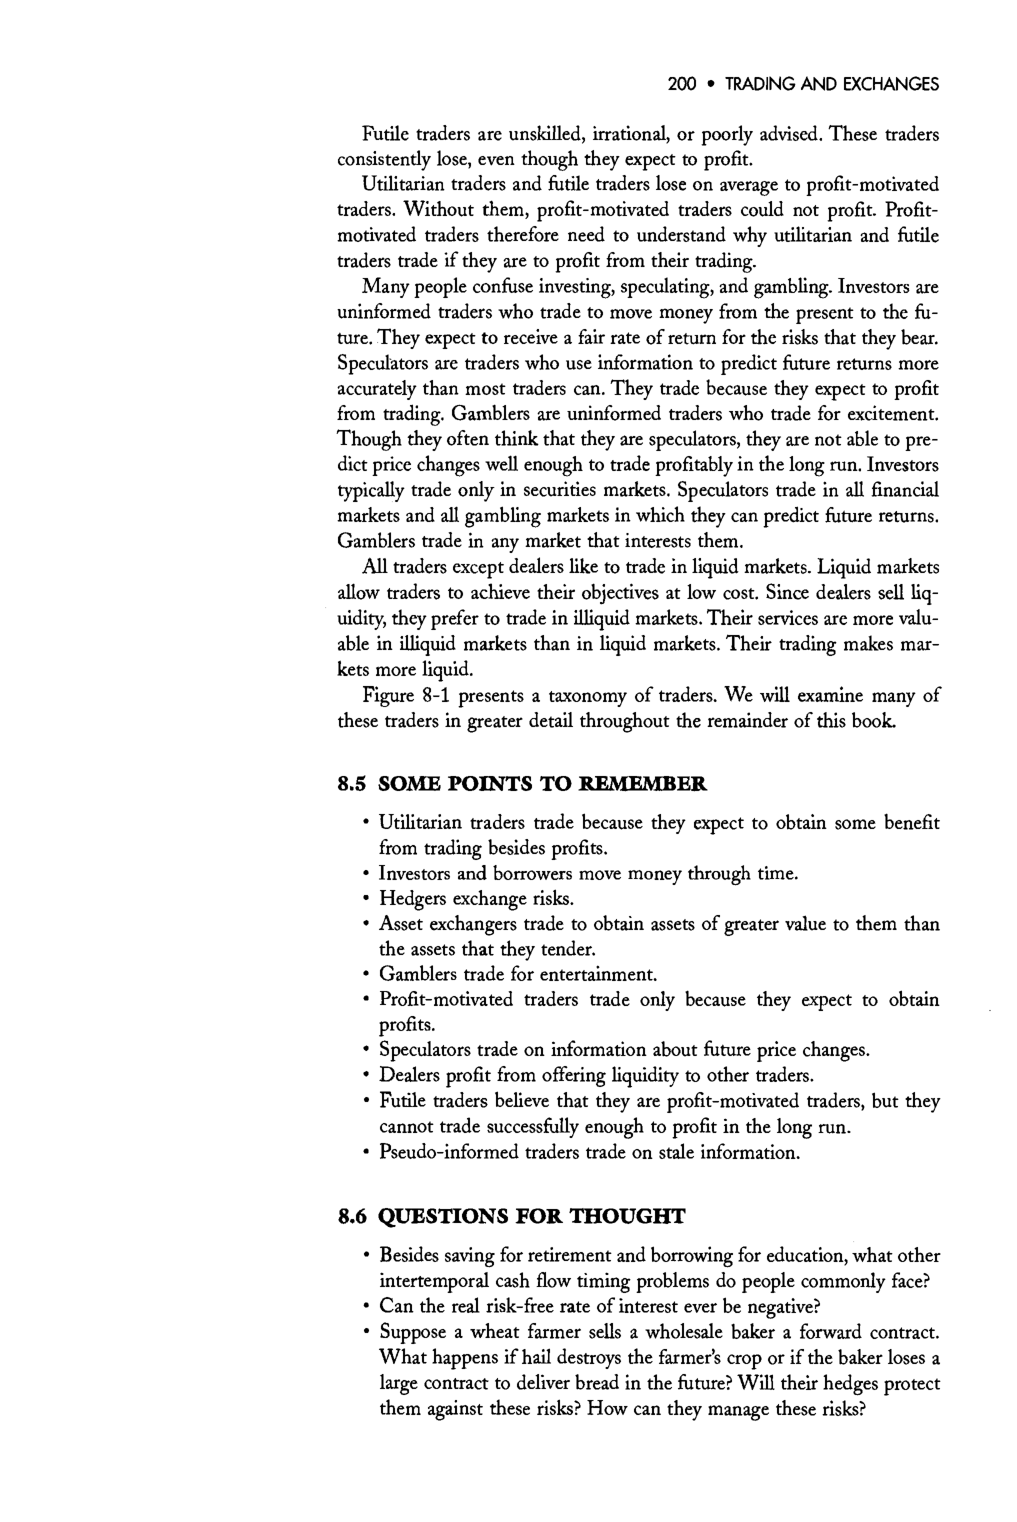 200 • TRADING AND EXCHANGES
Futile traders are unskilled, irrational, or poorly advised. These traders
consistently lose, even though they expect to profit.
Utilitarian traders and futile traders lose on average to profit-motivated
traders. Without them, profit-motivated traders could not profit. Profit-
motivated traders therefore need to understand why utilitarian and futile
traders trade if they are to profit from their trading.
Many people confuse investing, speculating, and gambling. Investors are
uninformed traders who trade to move money from the present to the fu-
ture. They expect to receive a fair rate of return for the risks that they bear.
Speculators are traders who use information to predict future returns more
accurately than most traders can. They trade because they expect to profit
from trading. Gamblers are uninformed traders who trade for excitement.
Though they often think that they are speculators, they are not able to pre-
dict price changes well enough to trade profitably in the long run. Investors
typically trade only in securities markets. Speculators trade in all financial
markets and all gambling markets in which they can predict future returns.
Gamblers trade in any market that interests them.
All traders except dealers like to trade in liquid markets. Liquid markets
allow traders to achieve their objectives at low cost. Since dealers sell liq-
uidity, they prefer to trade in illiquid markets. Their services are more valu-
able in illiquid markets than in liquid markets. Their trading makes mar-
kets more liquid.
Figure 8-1 presents a taxonomy of traders. We will examine many of
these traders in greater detail throughout the remainder of this book.
8.5 SOME POINTS TO REMEMBER
• Utilitarian traders trade because they expect to obtain some benefit
from trading besides profits.
• Investors and borrowers move money through time.
• Hedgers exchange risks.
• Asset exchangers trade to obtain assets of greater value to them than
the assets that they tender.
• Gamblers trade for entertainment.
• Profit-motivated traders trade only because they expect to obtain
profits.
• Speculators trade on information about future price changes.
• Dealers profit from offering liquidity to other traders.
• Futile traders believe that they are profit-motivated traders, but they
cannot trade successfully enough to profit in the long run.
• Pseudo-informed traders trade on stale information.
8.6 QUESTIONS FOR THOUGHT
• Besides saving for retirement and borrowing for education, what other
intertemporal cash flow timing problems do people commonly face?
• Can the real risk-free rate of interest ever be negative?
• Suppose a wheat farmer sells a wholesale baker a forward contract.
What happens if hail destroys the farmer's crop or if the baker loses a
large contract to deliver bread in the future? Will their hedges protect
them against these risks? How can they manage these risks?